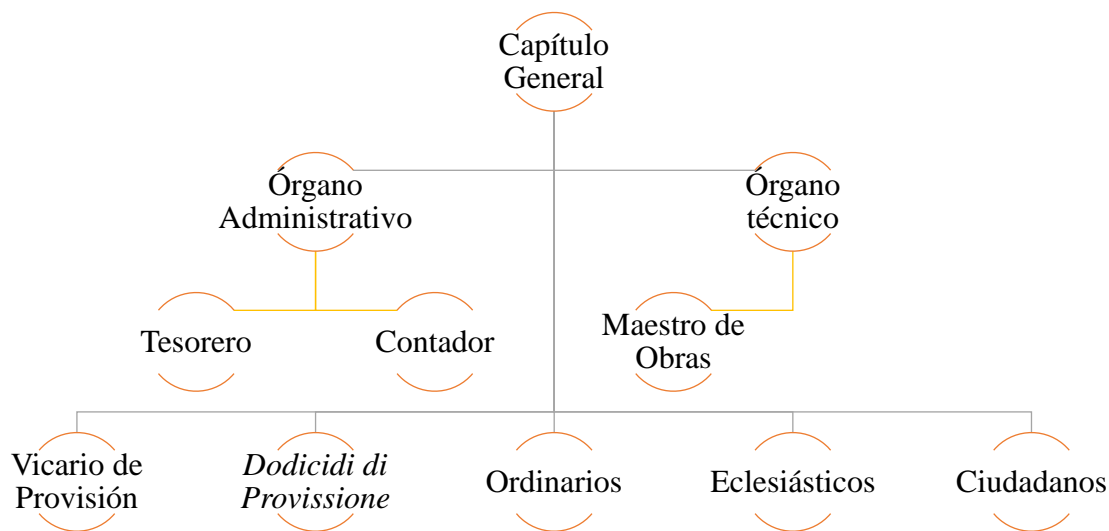 Capítulo
General
Órgano
Administrativo
Órgano
técnico
Tesorero
Contador
Maestro de
Obras
Vicario de
Provisión
Dodicidi di
Provissione
Ordinarios
Eclesiásticos
Ciudadanos